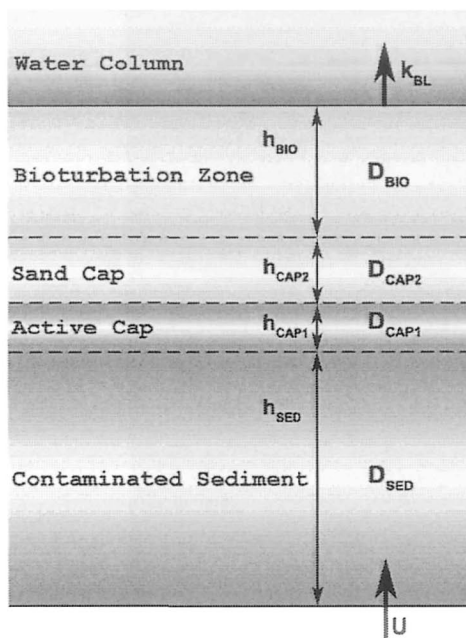 Water Column
k_BL
h_BIO
Bioturbation Zone
D_BIO
Sand Cap
h_CAP2
D_CAP2
Active Cap
h_CAP1
D_CAP1
h_SED
Contaminated Sediment
D_SED
U